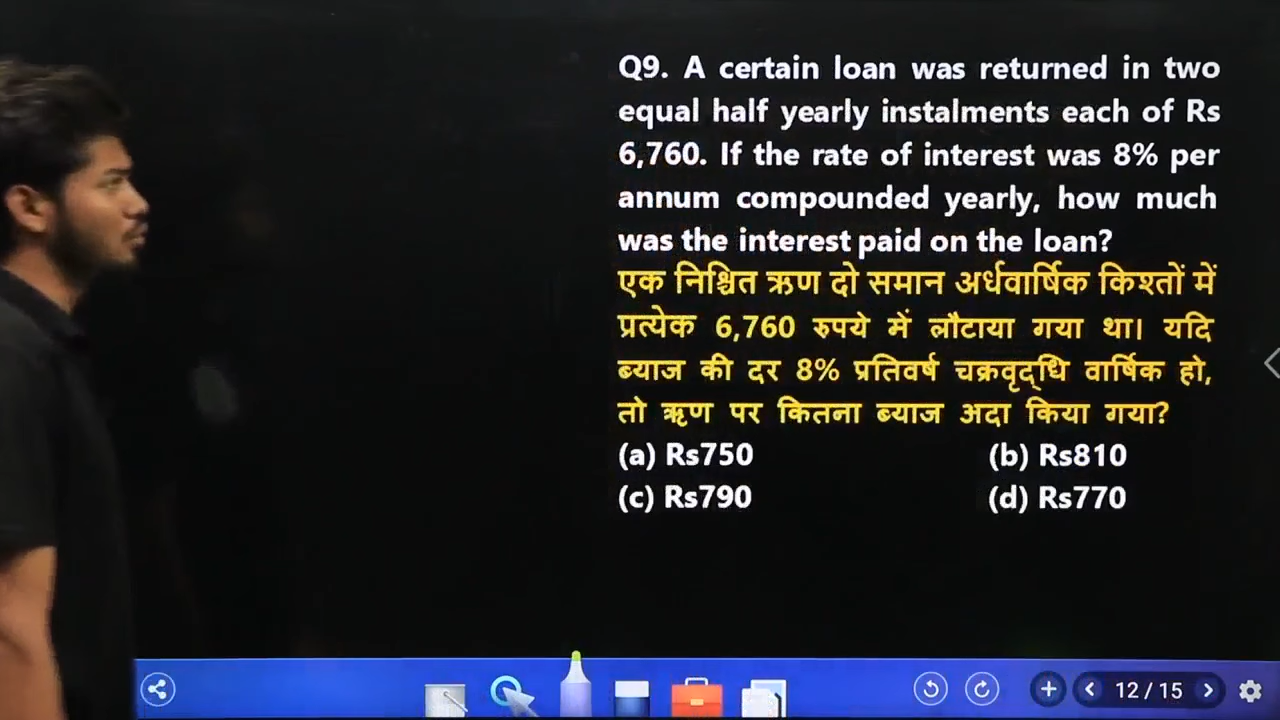 Q9. A certain loan was returned in two
equal half yearly instalments each of Rs
6,760. If the rate of interest was 8% per
annum compounded yearly, how much
was the interest paid on the loan?
एक निश्चित ऋण दो समान अर्धवार्षिक किश्तों में
प्रत्येक 6,760 रुपये में लौटाया गया था। यदि
ब्याज की दर 8% प्रतिवर्ष चक्रवृद्धि वार्षिक हो,
तो ऋण पर कितना ब्याज अदा किया गया?
(a) Rs750 (b) Rs810
(c) Rs790 (d) Rs770
12 / 15